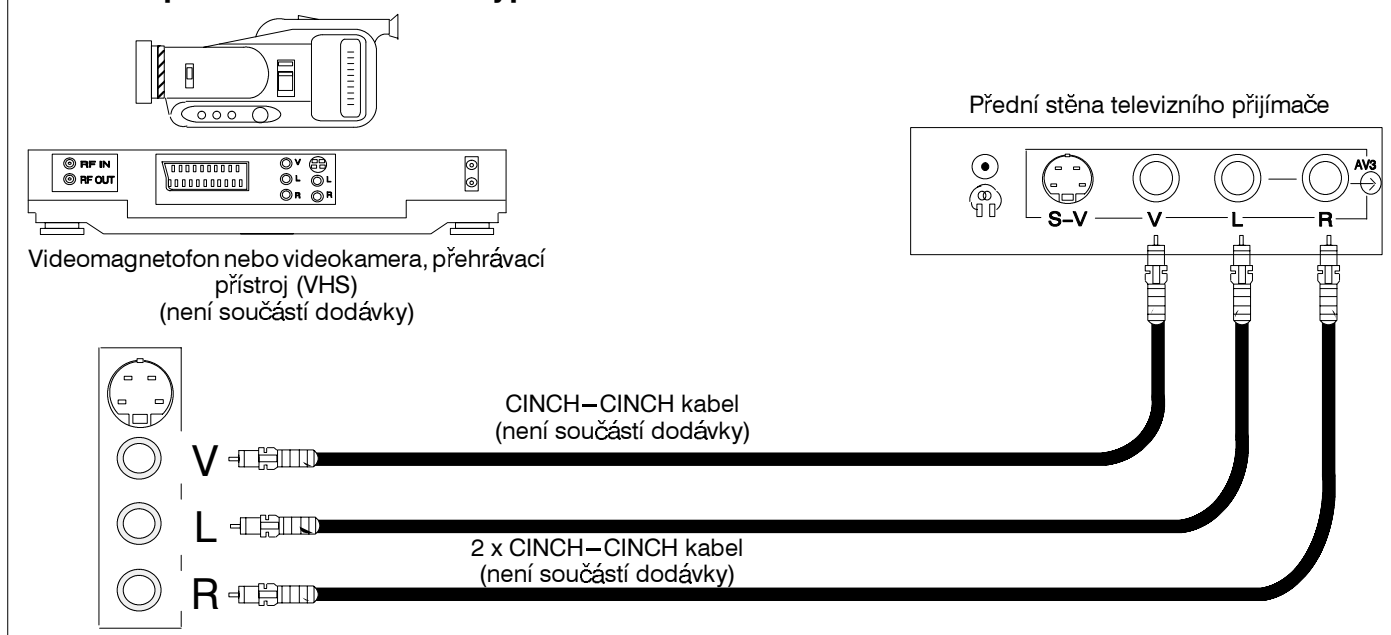 Přední stěna televizního přijímače
RF IN
RF OUT
V
L L
R R
AV3
S–V V L R
Videomagnetofon nebo videokamera, přehrávací
přístroj (VHS)
(není součástí dodávky)
CINCH–CINCH kabel
(není součástí dodávky)
V
L
2 x CINCH–CINCH kabel
(není součástí dodávky)
R